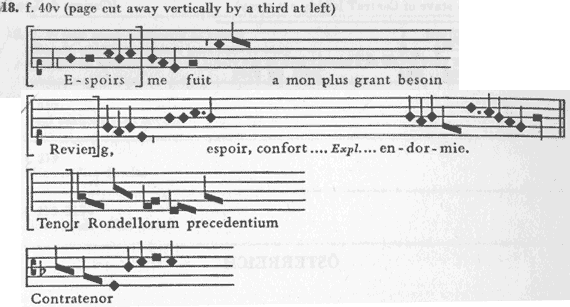 48. f. 40v (page cut away vertically by a third at left)
E - spoirs ] me fuit a mon plus grant besoin
Revien]g, espoir, confort .... Expl. ... en - dor - mie.
Teno]r Rondellorum precedentium
Contratenor